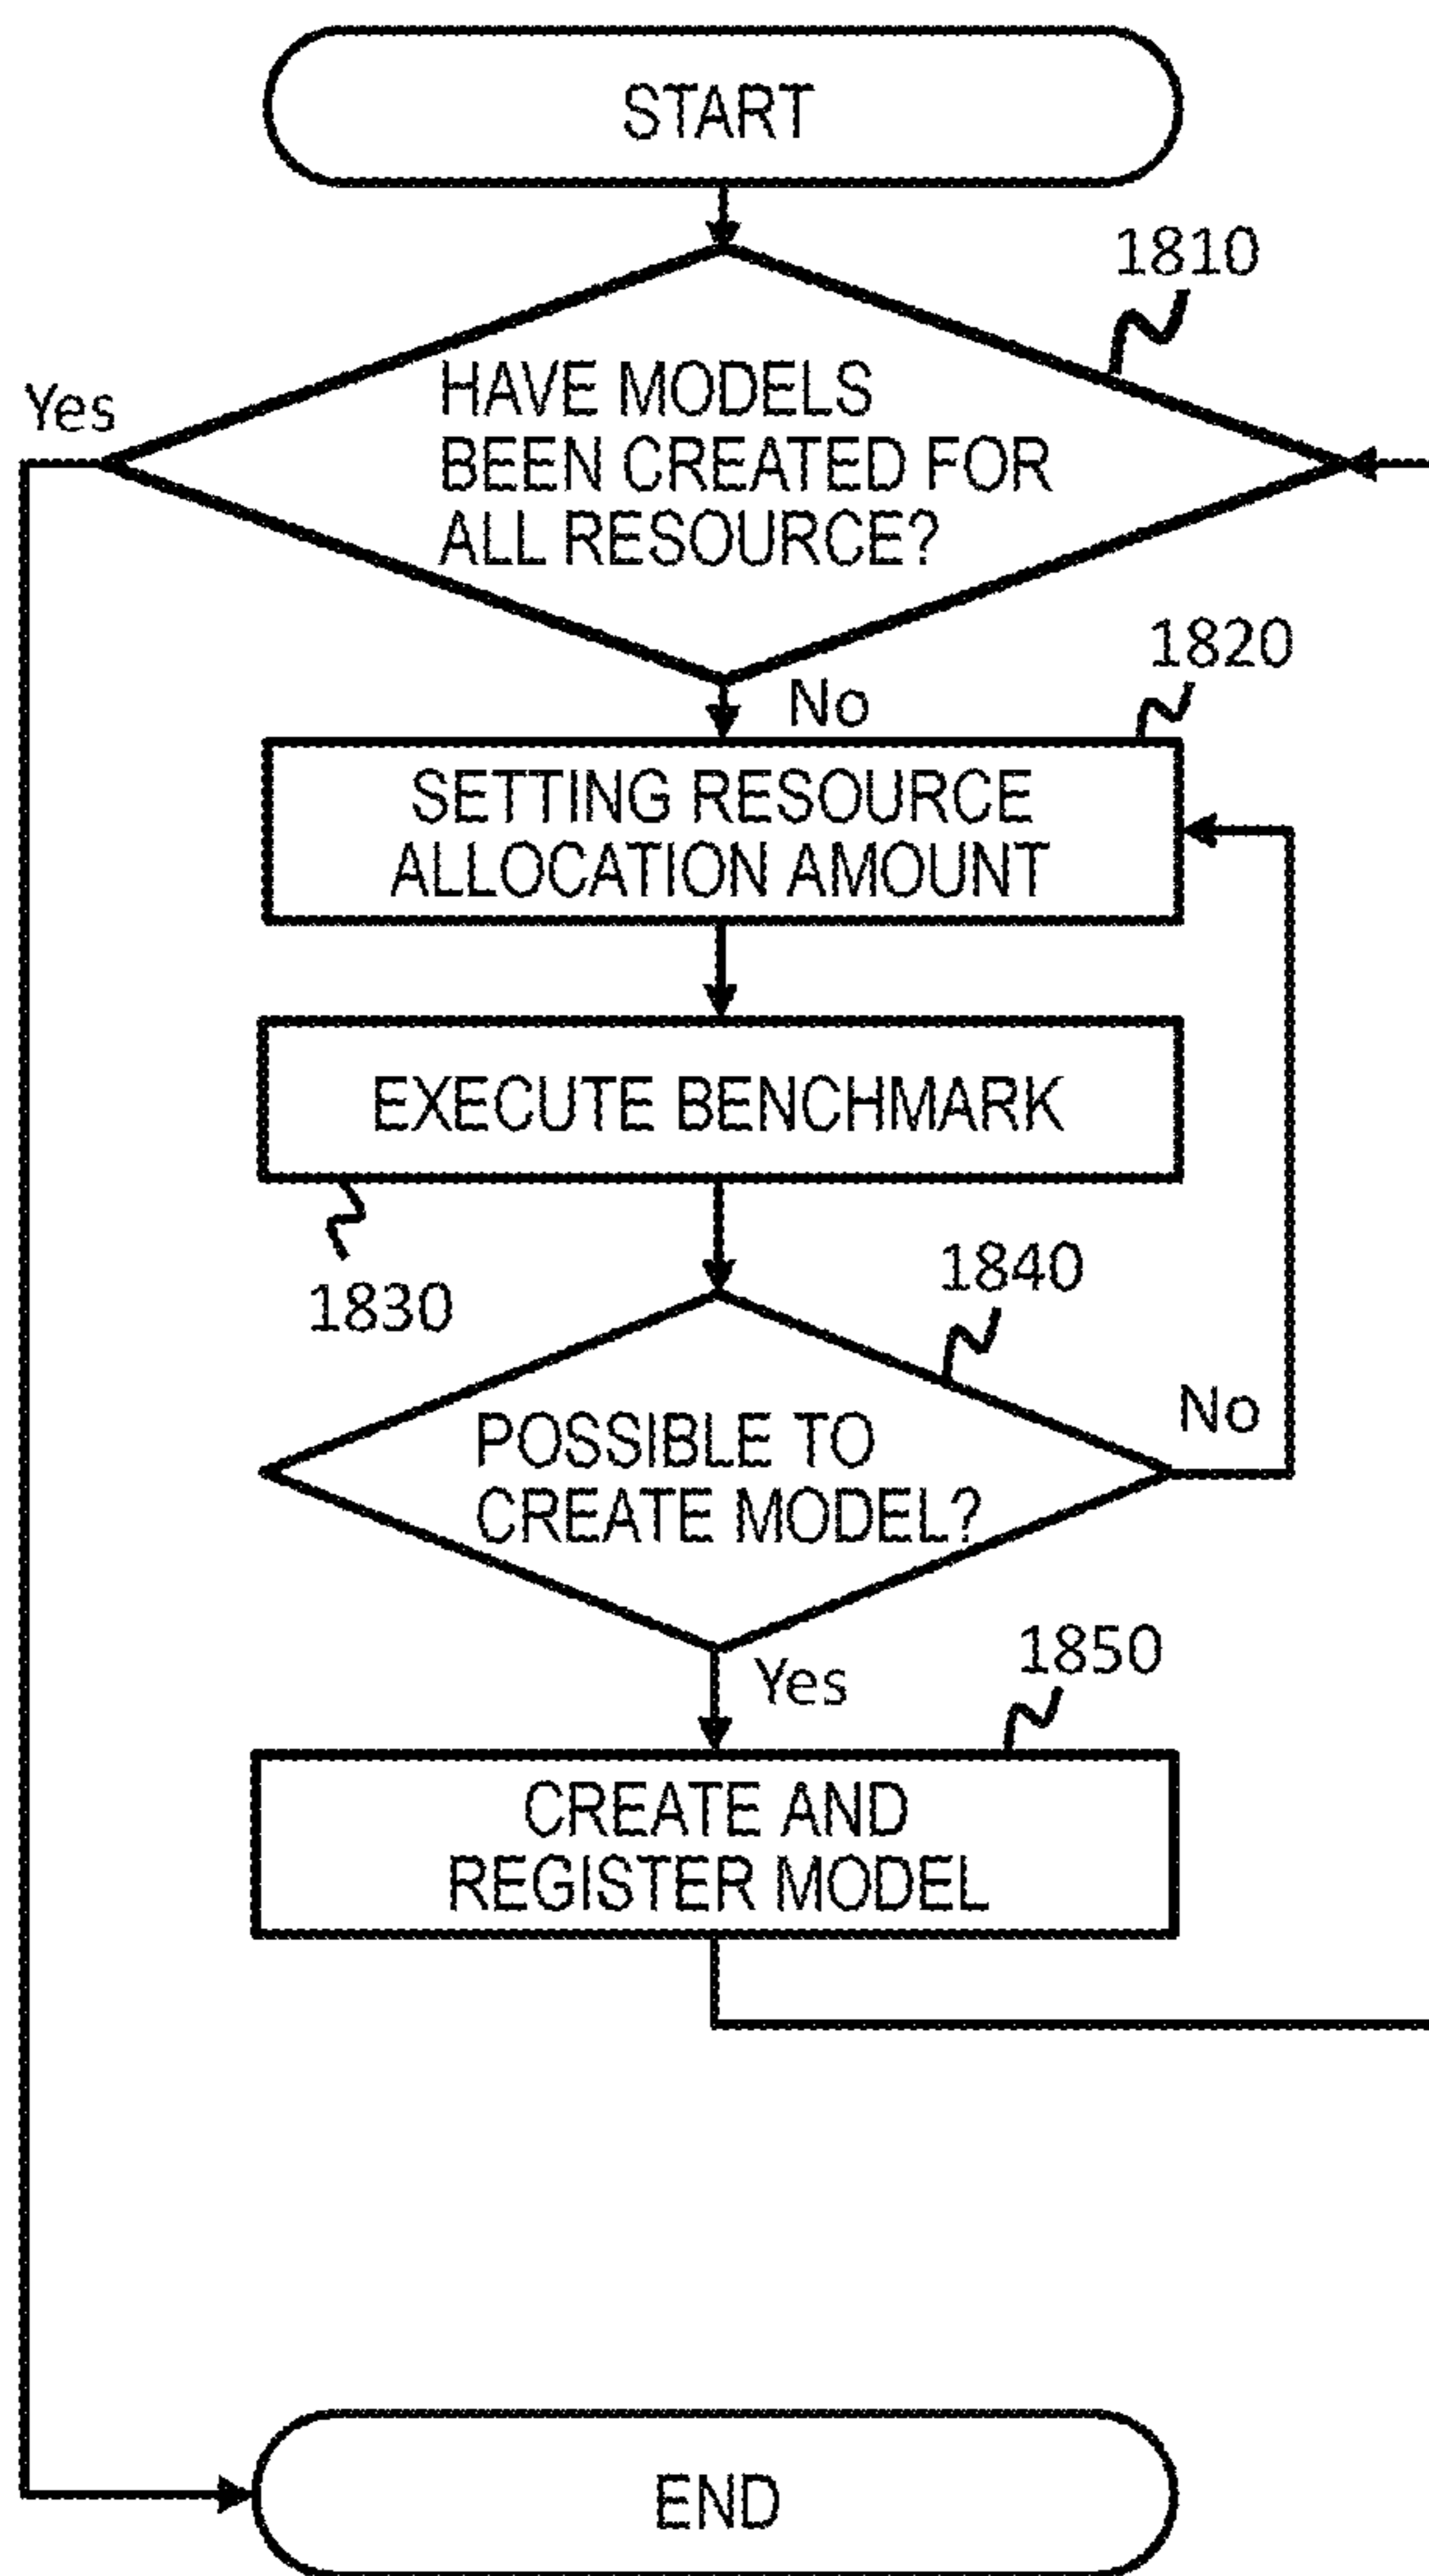 START
1810
Yes
HAVE MODELS
BEEN CREATED FOR
ALL RESOURCE?
1820
No
SETTING RESOURCE
ALLOCATION AMOUNT
EXECUTE BENCHMARK
1830
1840
No
POSSIBLE TO
CREATE MODEL?
Yes
1850
CREATE AND
REGISTER MODEL
END